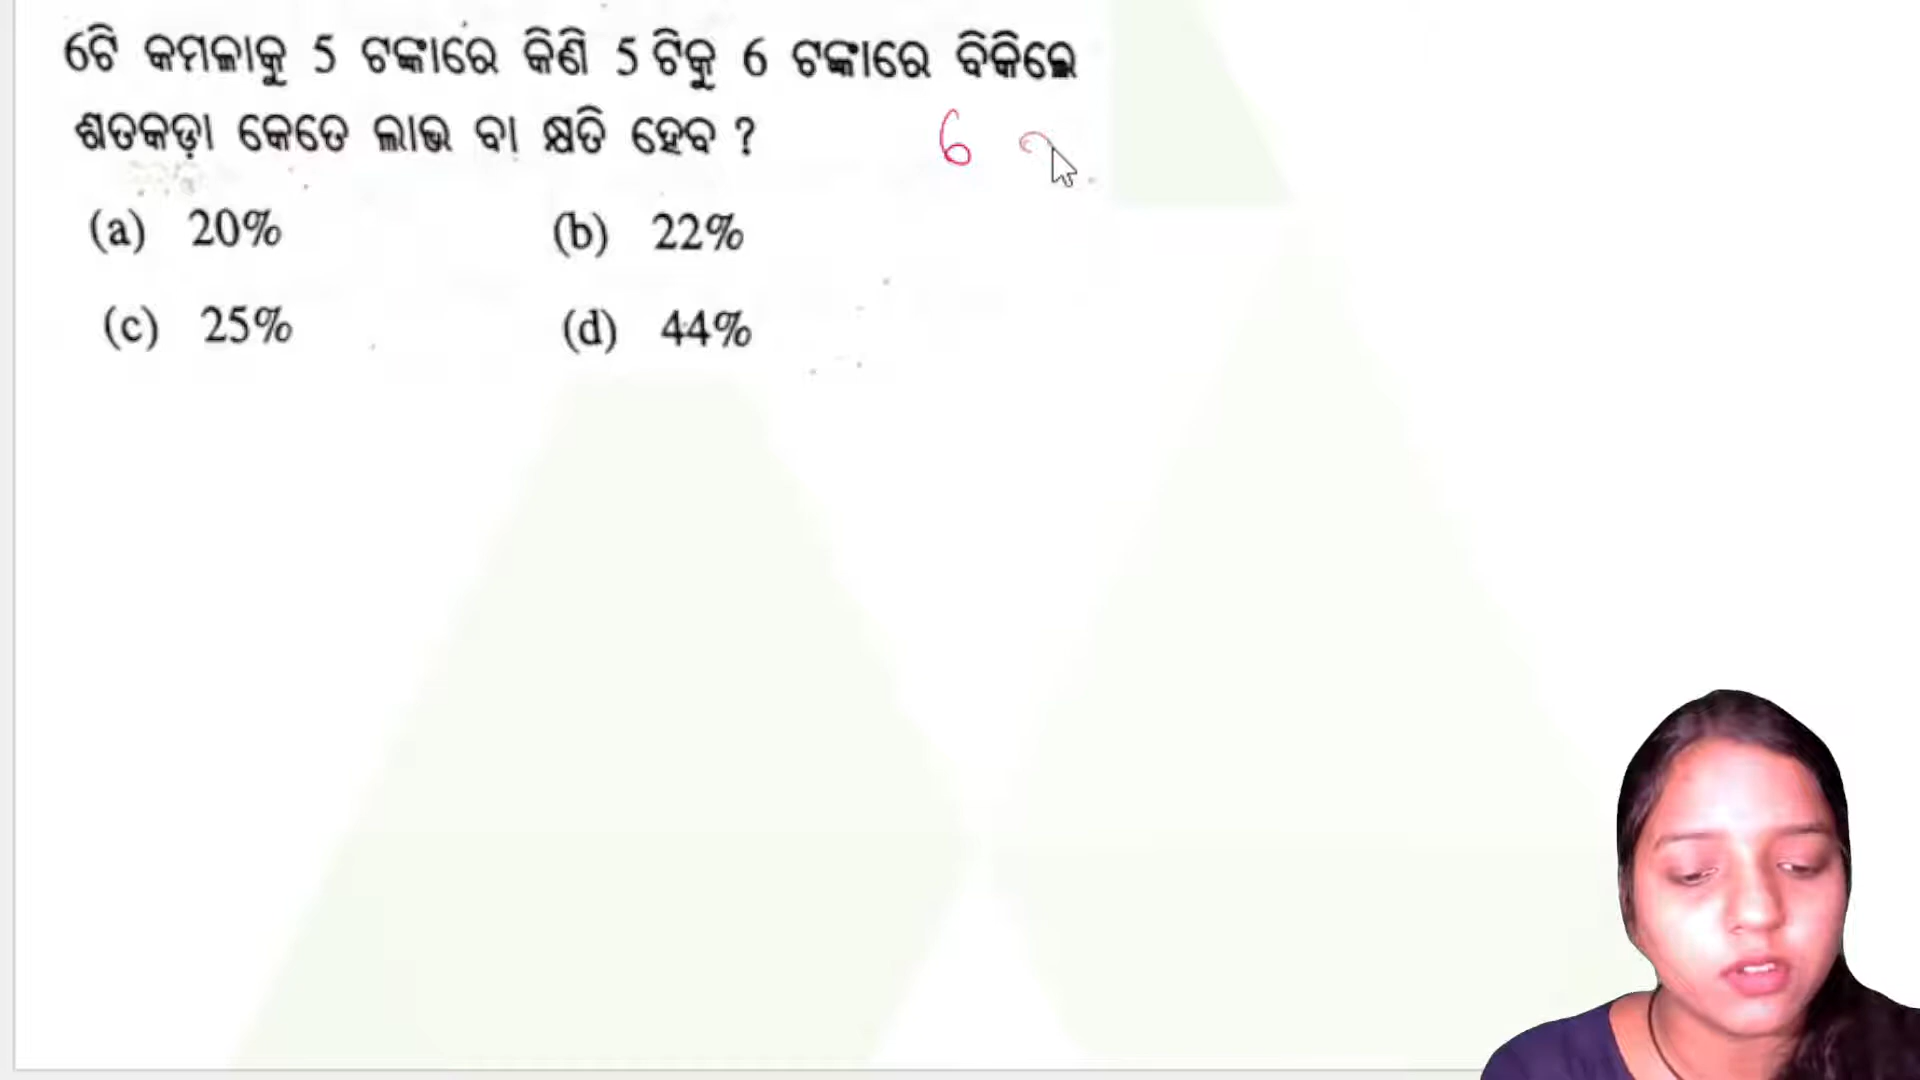 6ଟି କମଳାକୁ 5 ଟଙ୍କାରେ କିଣି 5 ଟିକୁ 6 ଟଙ୍କାରେ ବିକିଲେ
ଶତକଡ଼ା କେତେ ଲାଭ ବା କ୍ଷତି ହେବ ?
6
(a) 20% (b) 22%
(c) 25% (d) 44%